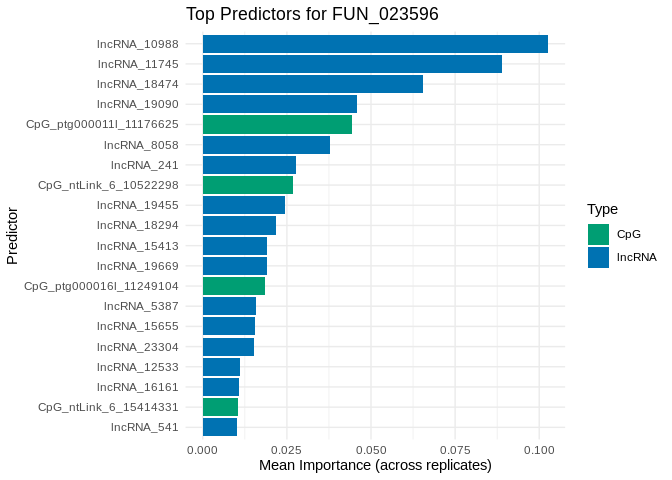 Top Predictors for FUN_023596
Predictor
lncRNA_10988
lncRNA_11745
lncRNA_18474
lncRNA_19090
CpG_ptg000011l_11176625
lncRNA_8058
lncRNA_241
CpG_ntLink_6_10522298
lncRNA_19455
lncRNA_18294
lncRNA_15413
lncRNA_19669
CpG_ptg000016l_11249104
lncRNA_5387
lncRNA_15655
lncRNA_23304
lncRNA_12533
lncRNA_16161
CpG_ntLink_6_15414331
lncRNA_541
0.000 0.025 0.050 0.075 0.100
Mean Importance (across replicates)
Type
CpG
lncRNA